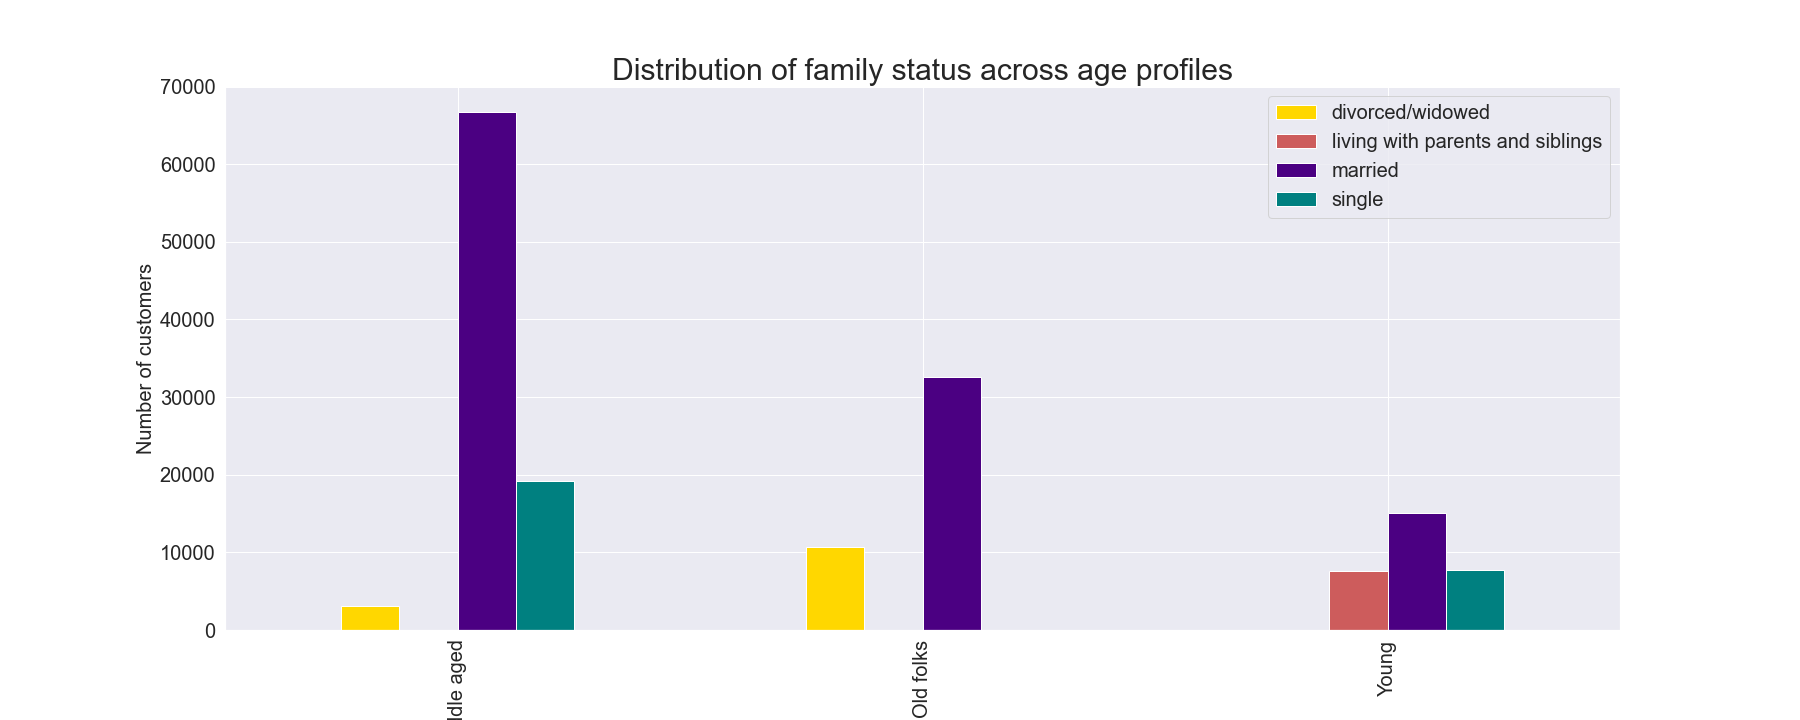 Distribution of family status across age profiles
70000
60000
50000
40000
30000
20000
10000
0
Number of customers
divorced/widowed
living with parents and siblings
married
single
aged
Old folks
Young